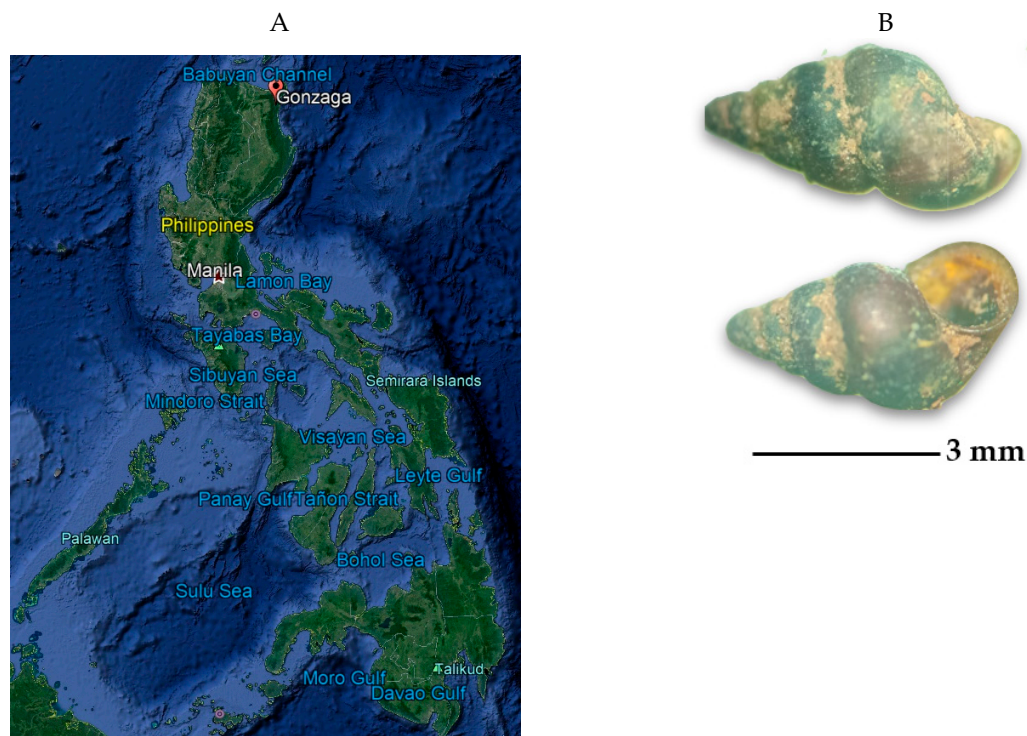 A
B
Babuyan Channel
Gonzaga
Philippines
Manila
Lamon Bay
Tayabas Bay
Sibuyan Sea
Semirara Islands
Mindoro Strait
Visayan Sea
Leyte Gulf
Panay Gulf
Tañon Strait
3 mm
Palawan
Bohol Sea
Sulu Sea
Talikud
Moro Gulf
Davao Gulf